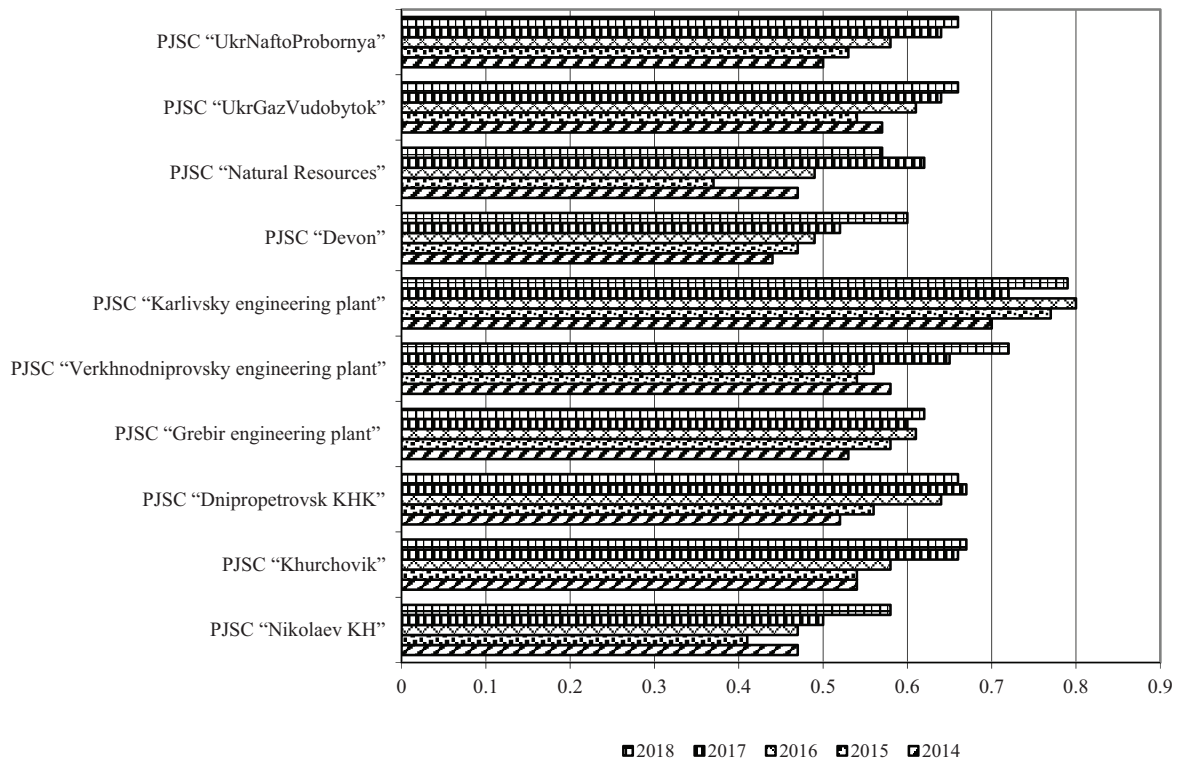 PJSC “UkrNaftoProbornya”
PJSC “UkrGazVudobytok”
PJSC “Natural Resources”
PJSC “Devon”
PJSC “Karlivsky engineering plant”
PJSC “Verkhnodniprovsky engineering plant”
PJSC “Grebir engineering plant”
PJSC “Dnipropetrovsk KHK”
PJSC “Khurchovik”
PJSC “Nikolaev KH”
0 0.1 0.2 0.3 0.4 0.5 0.6 0.7 0.8 0.9
2018 2017 2016 2015 2014